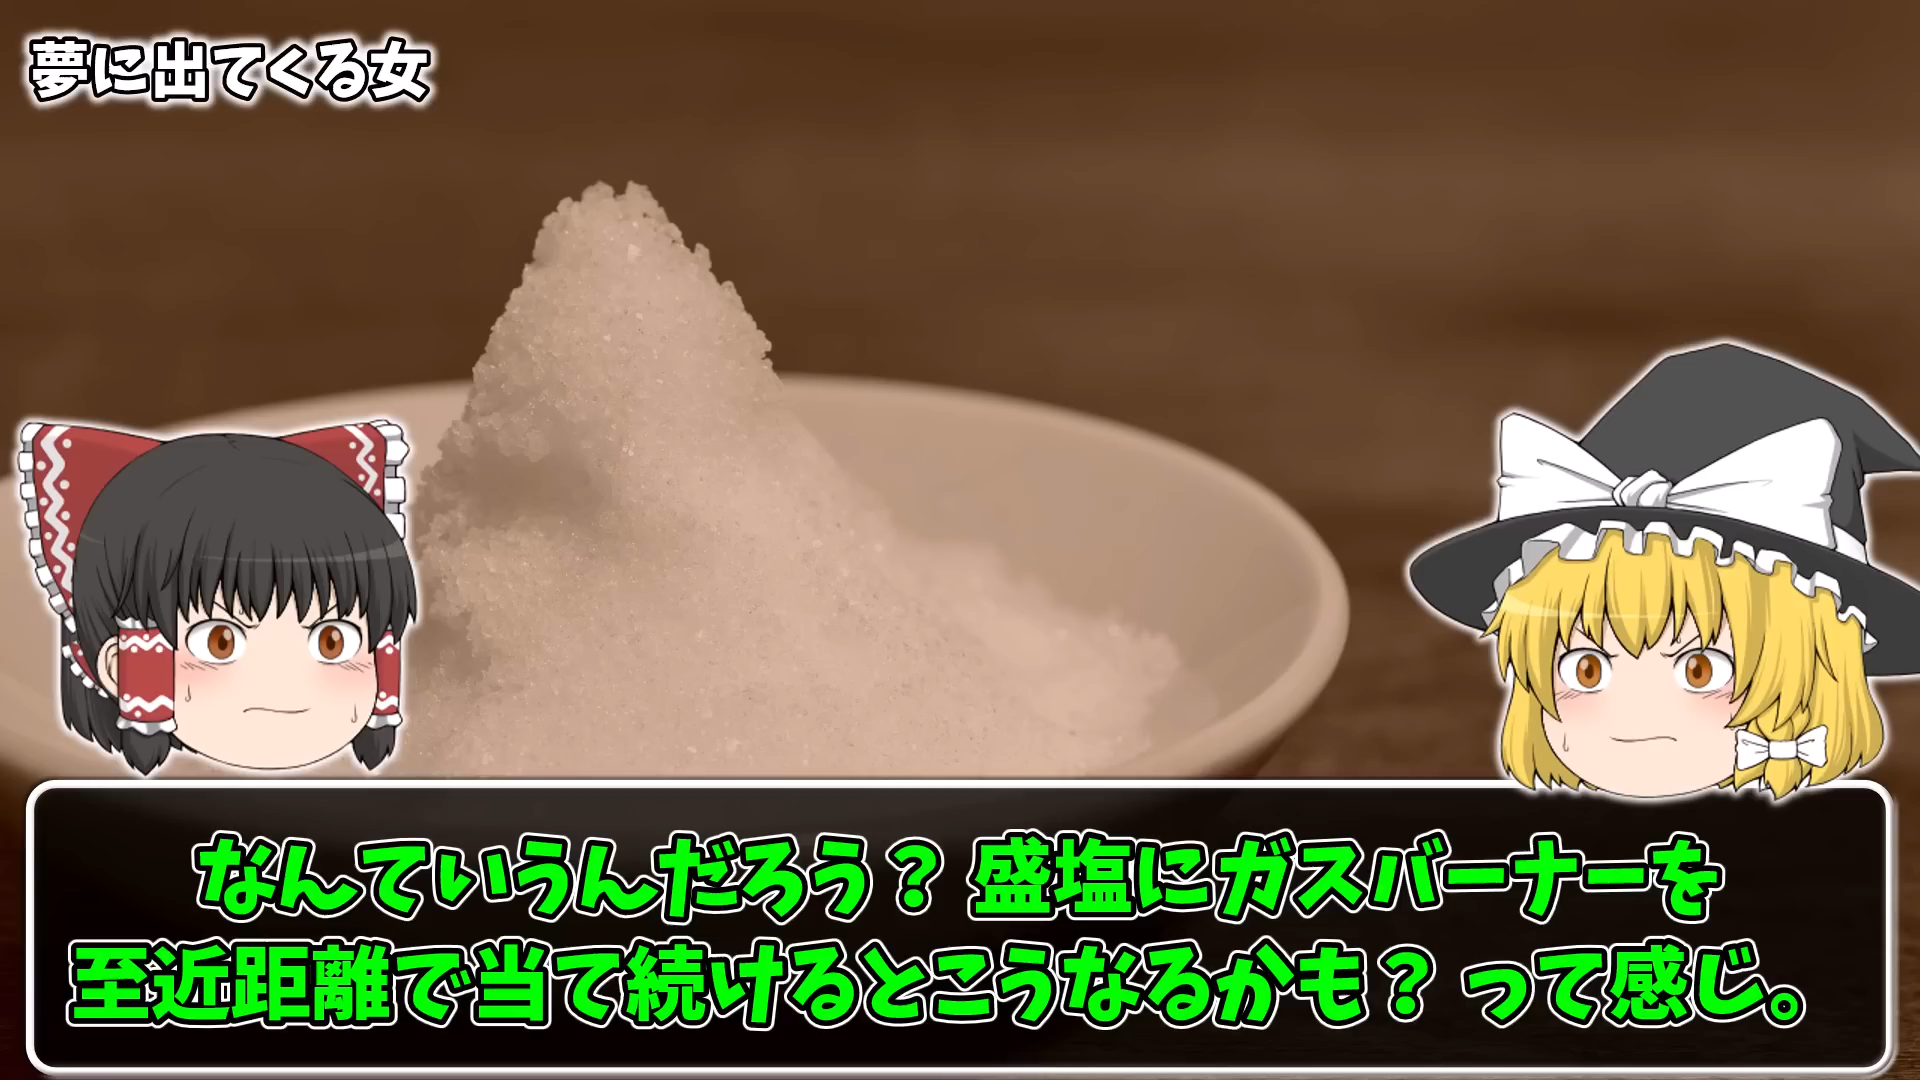 夢に出てくる女
なんていうんだろう？ 盛塩にガスバーナーを
至近距離で当て続けるとこうなるかも？ って感じ。